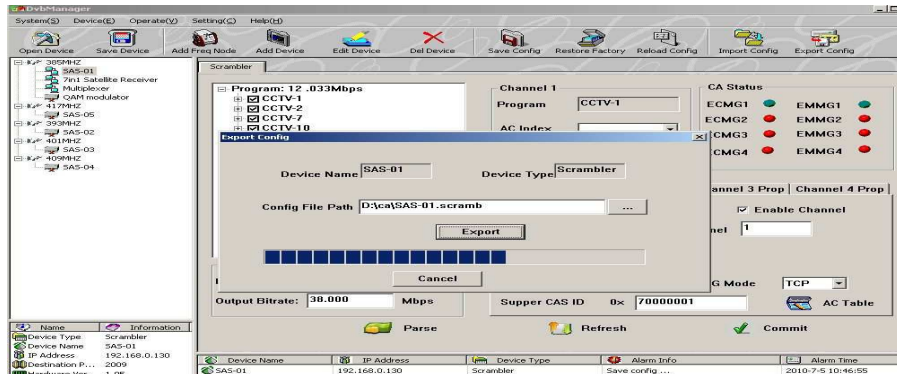 DvbManager
System(S) Device(E) Operate(V) Setting(C) Help(H)
Open Device Save Device Add Freq Node Add Device Edit Device Del Device Save Config Restore Factory Reload Config Import Config Export Config
385MHZ
SAS-01
7in1 Satellite Receiver
Multiplexer
QAM modulator
417MHZ
SAS-05
393MHZ
SAS-02
401MHZ
SAS-03
409MHZ
SAS-04
Scrambler
Program: 12 .033Mbps
CCTV-1
CCTV-2
CCTV-7
CCTV-10
Channel 1
Program CCTV-1
AC Index
CA Status
ECMG1 EMMG1
ECMG2 EMMG2
CMG3 EMMG3
CMG4 EMMG4
Export Config
Device Name SAS-01 Device Type Scrambler
Config File Path D:\ca\SAS-01.scramb ...
Export
Cancel
annel 3 Prop Channel 4 Prop
Enable Channel
nel 1
G Mode TCP
Output Bitrate: 38.000 Mbps
Supper CAS ID 0x 70000001 AC Table
Parse Refresh Commit
Name Information
Device Type Scrambler
Device Name SAS-01
IP Address 192.168.0.130
Destination P... 2009
Hardware Ver 1.0E
Device Name IP Address Device Type Alarm Info Alarm Time
SAS-01 192.168.0.130 Scrambler Save config ... 2010-7-5 10:46:55